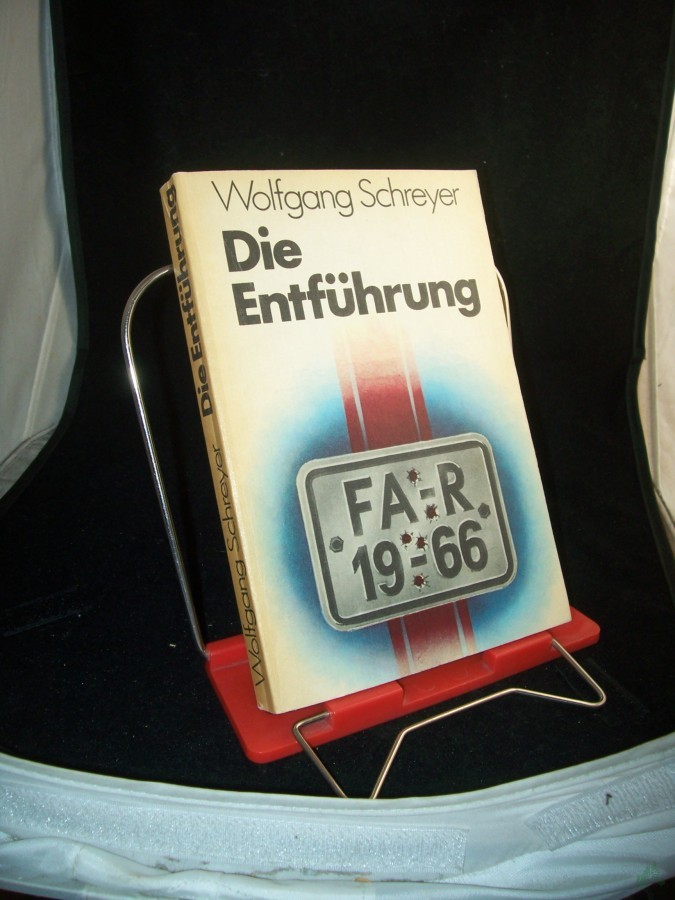 Wolfgang Schreyer
Die
Entführung
FA-R
19-66
Wolfgang Schreyer Die Entführung